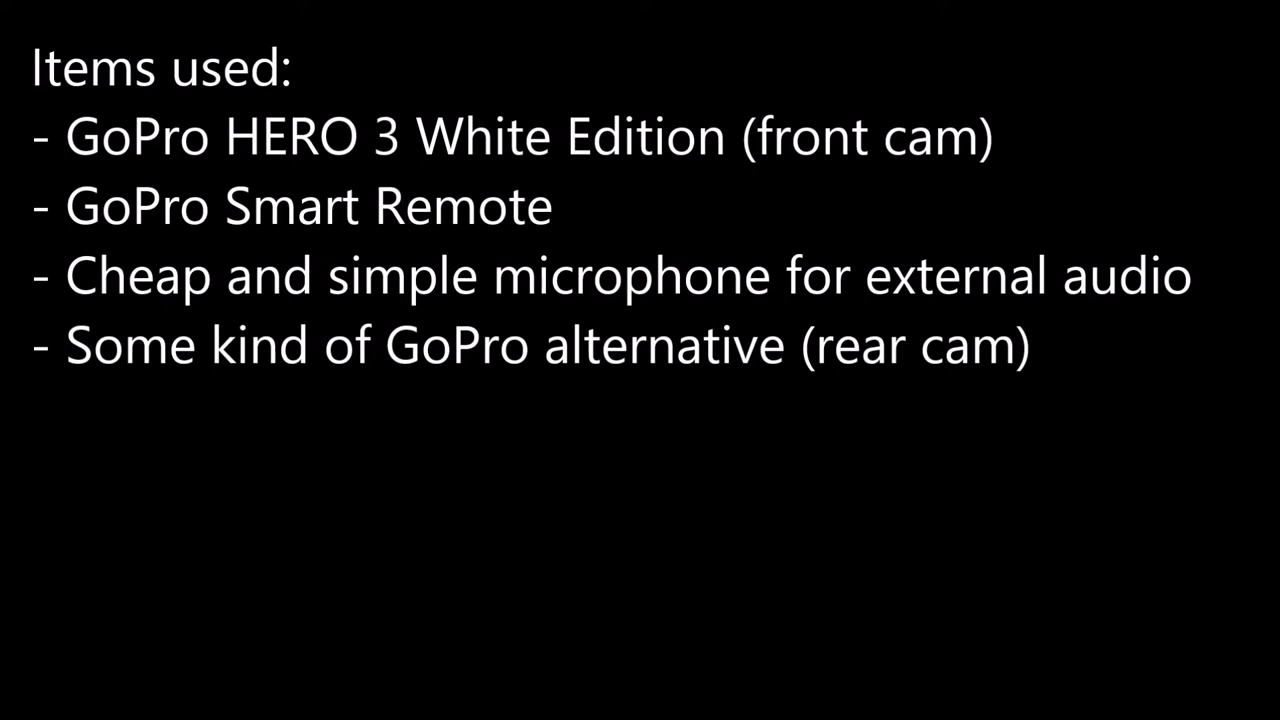 Items used:
- GoPro HERO 3 White Edition (front cam)
- GoPro Smart Remote
- Cheap and simple microphone for external audio
- Some kind of GoPro alternative (rear cam)